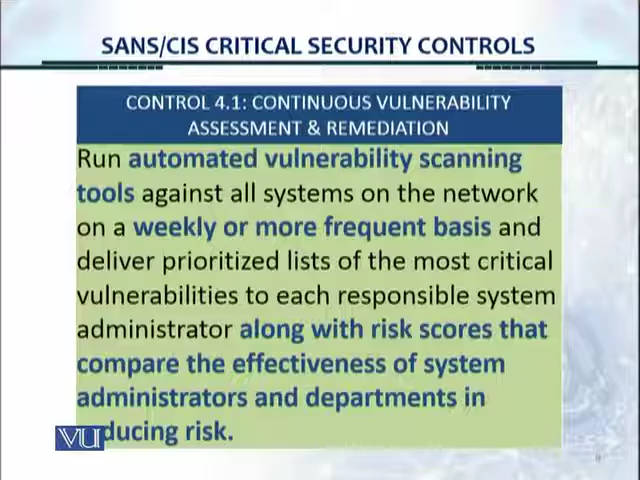 SANS/CIS CRITICAL SECURITY CONTROLS
CONTROL 4.1: CONTINUOUS VULNERABILITY
ASSESSMENT & REMEDIATION
Run automated vulnerability scanning
tools against all systems on the network
on a weekly or more frequent basis and
deliver prioritized lists of the most critical
vulnerabilities to each responsible system
administrator along with risk scores that
compare the effectiveness of system
administrators and departments in
ducing risk.
VU